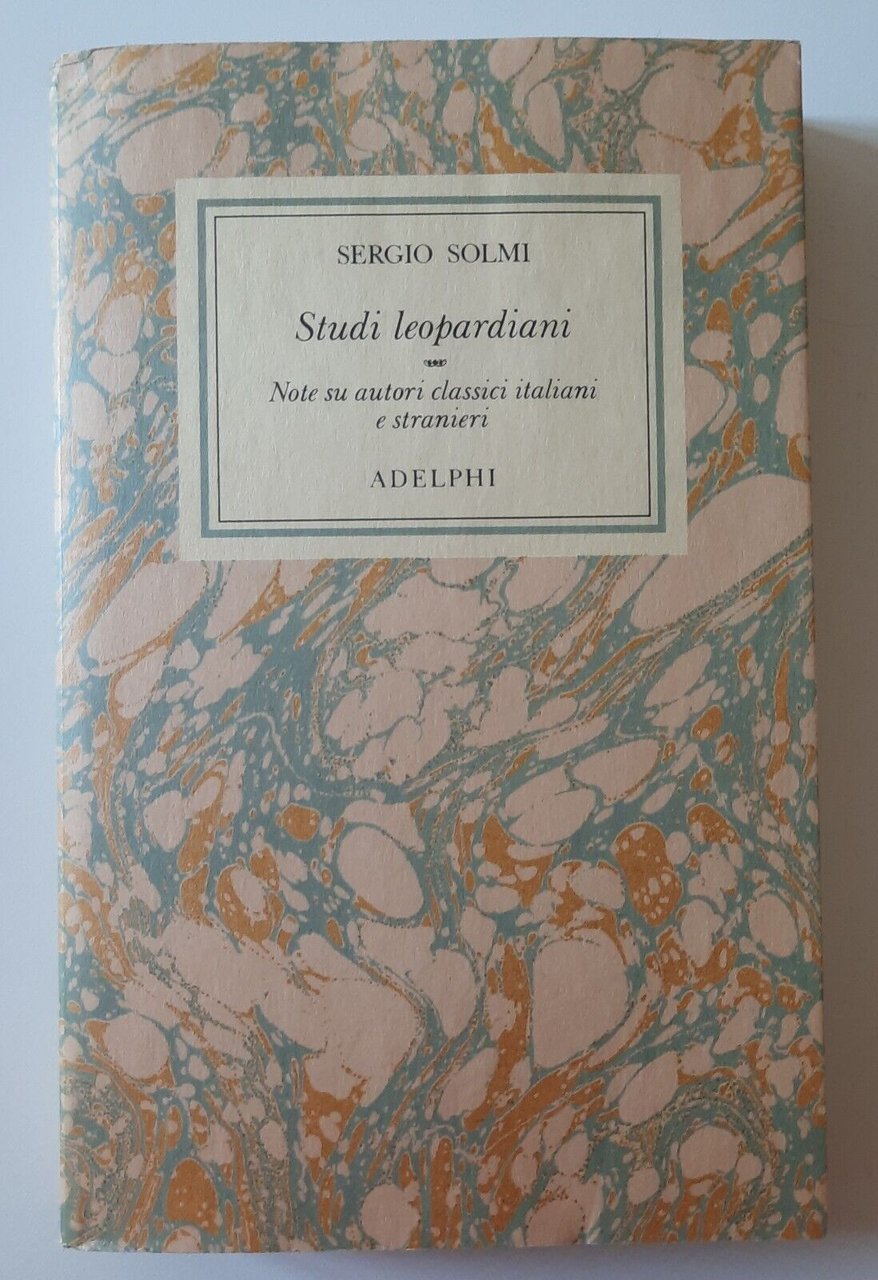 SERGIO SOLMI
Studi leopardiani
Note su autori classici italiani
e stranieri
ADELPHI